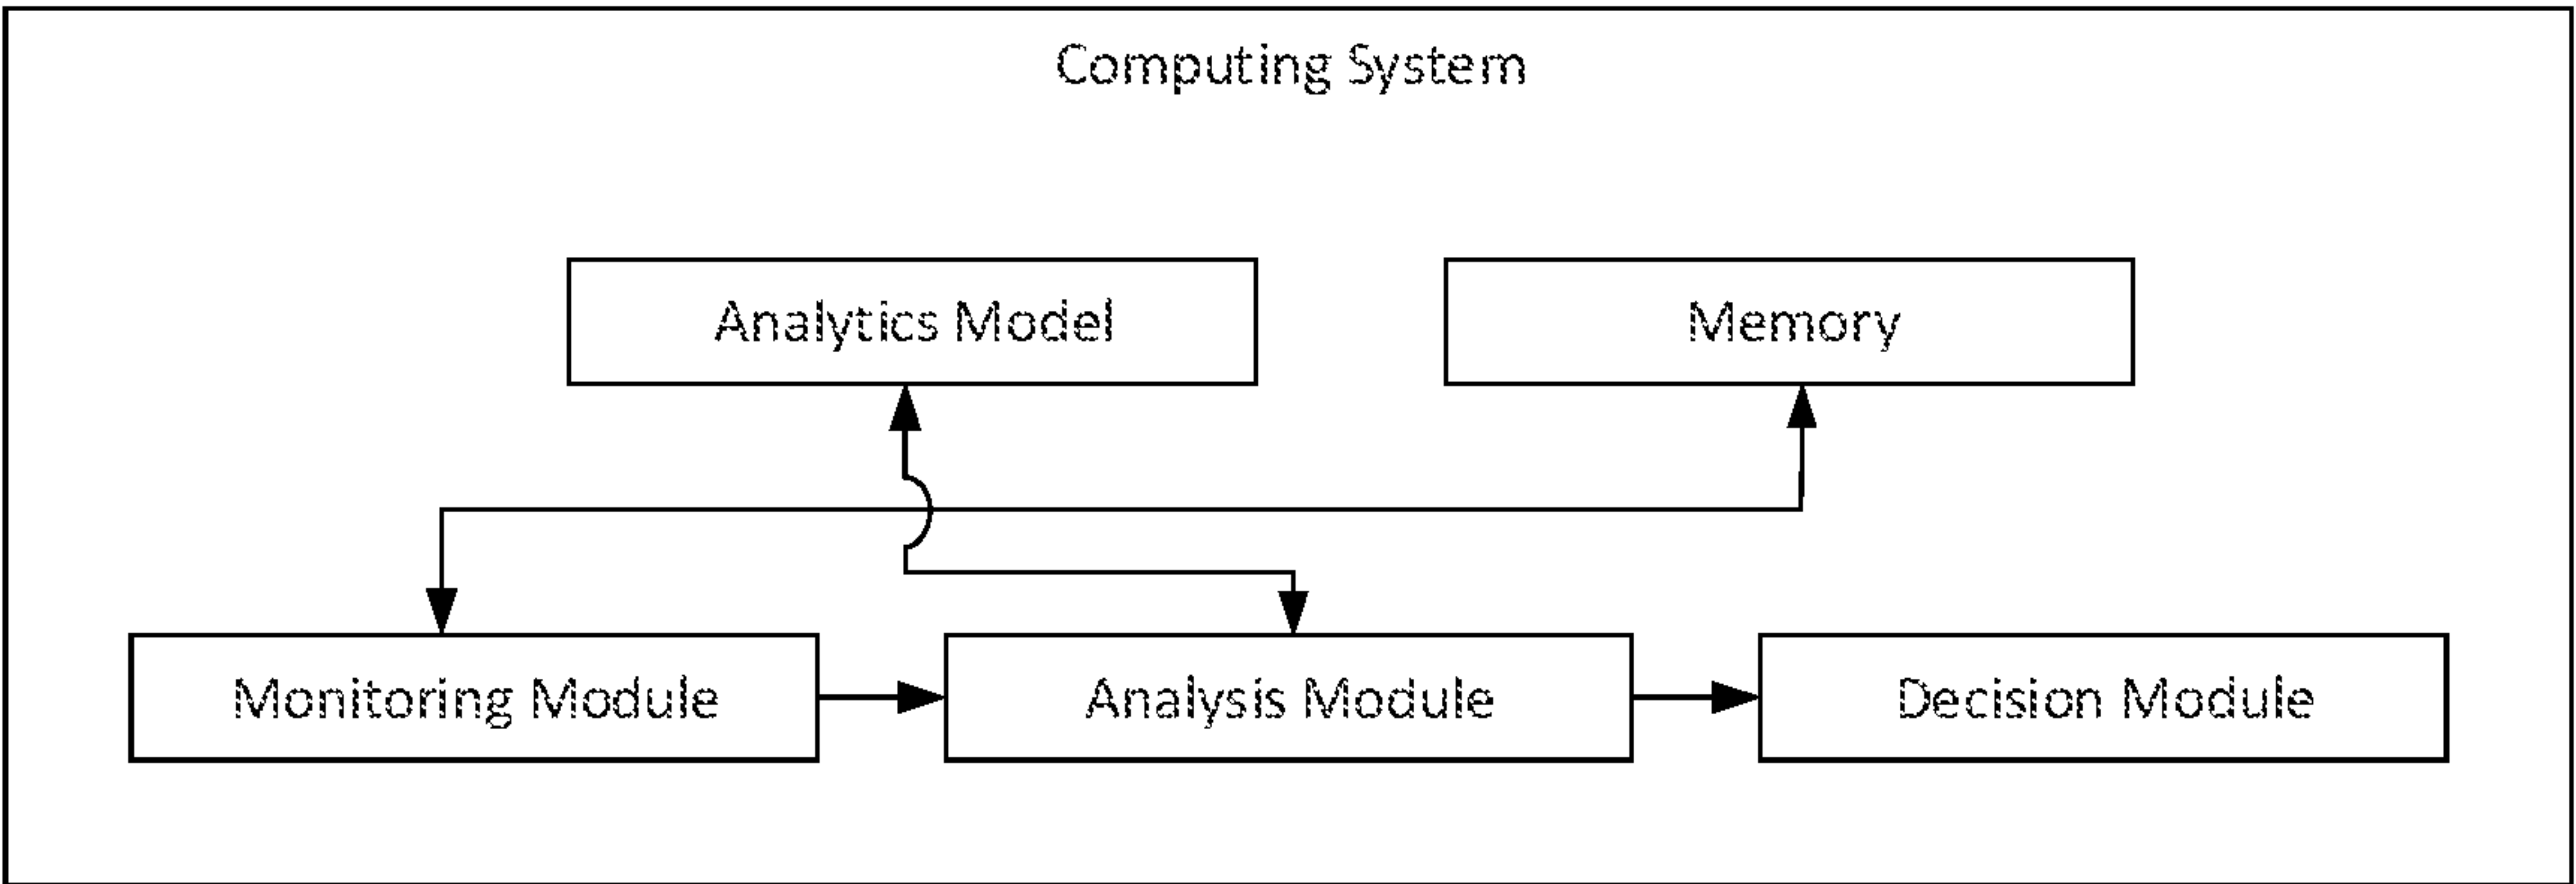 Computing System
Analytics Model
Memory
Monitoring Module
Analysis Module
Decision Module